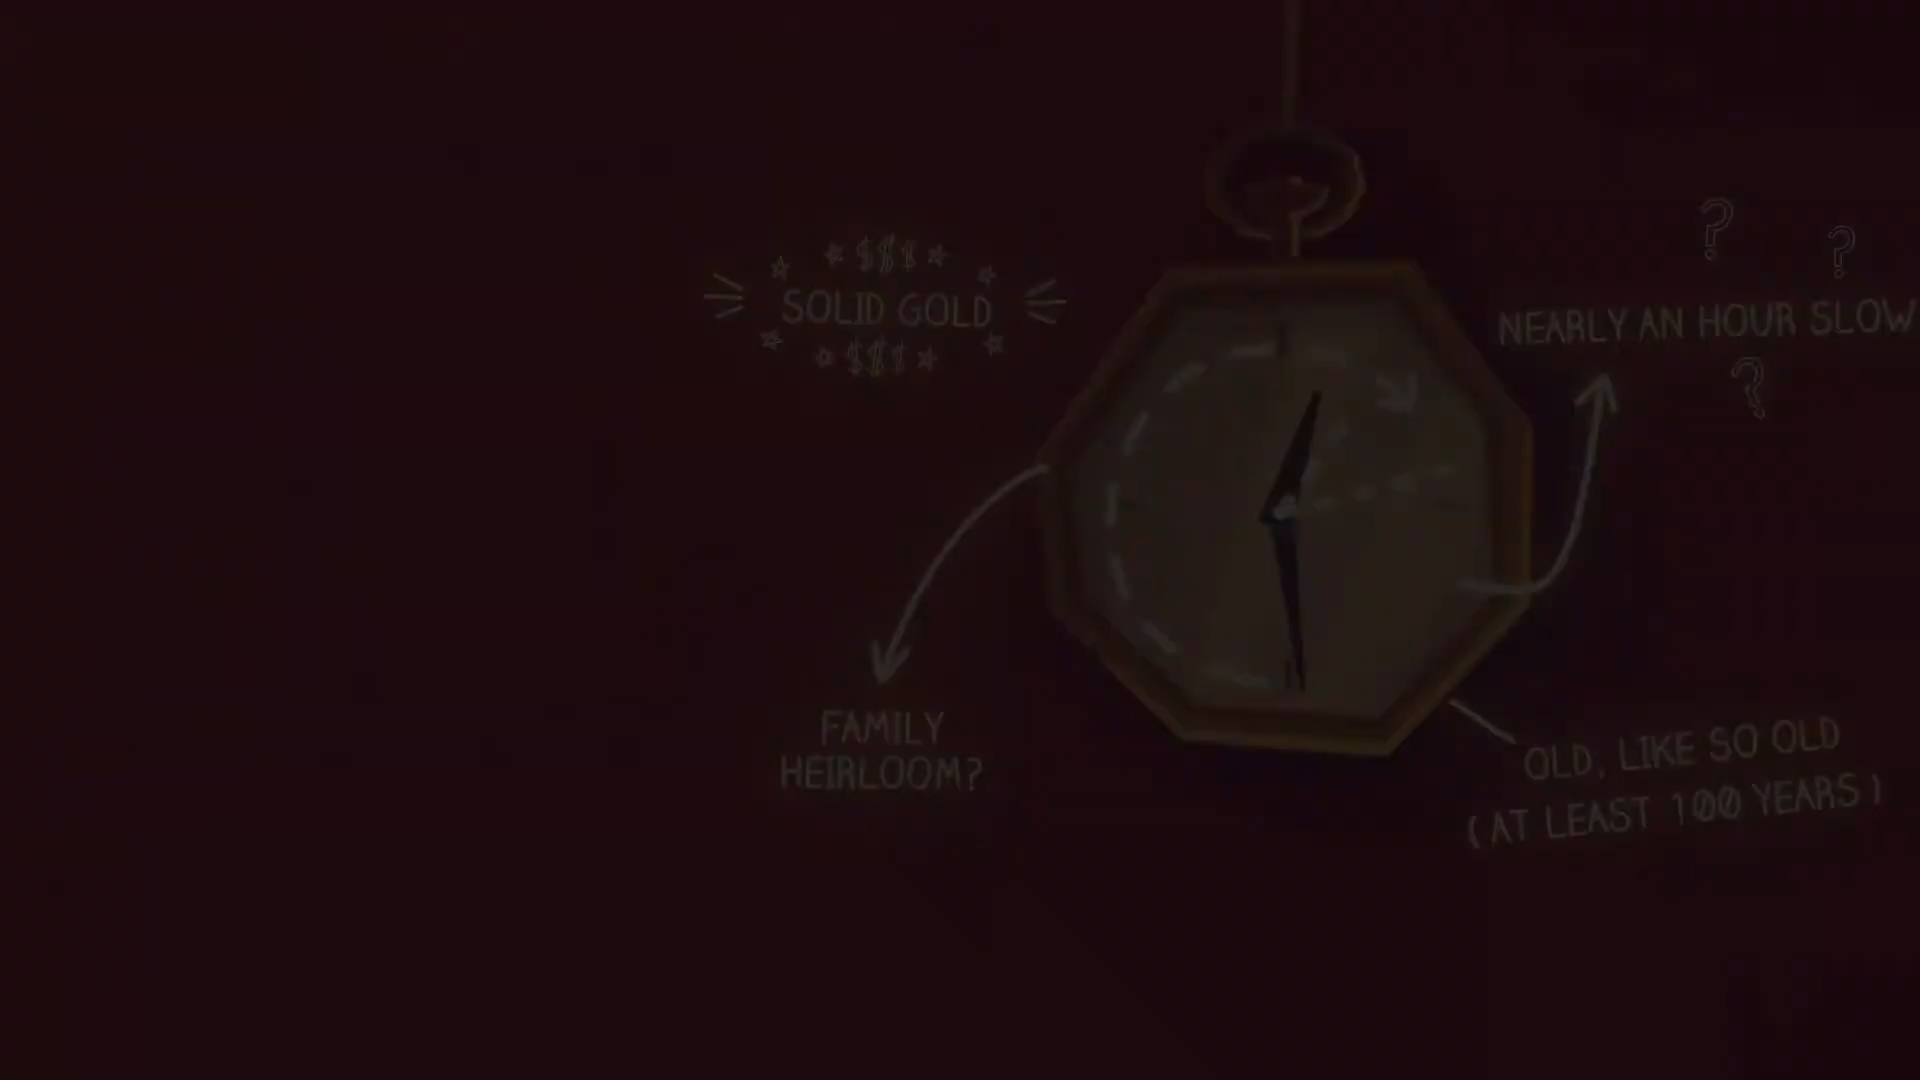 $$$
SOLID GOLD
$$$
?
?
NEARLY AN HOUR SLOW
?
FAMILY
HEIRLOOM?
OLD, LIKE SO OLD
(AT LEAST 100 YEARS)